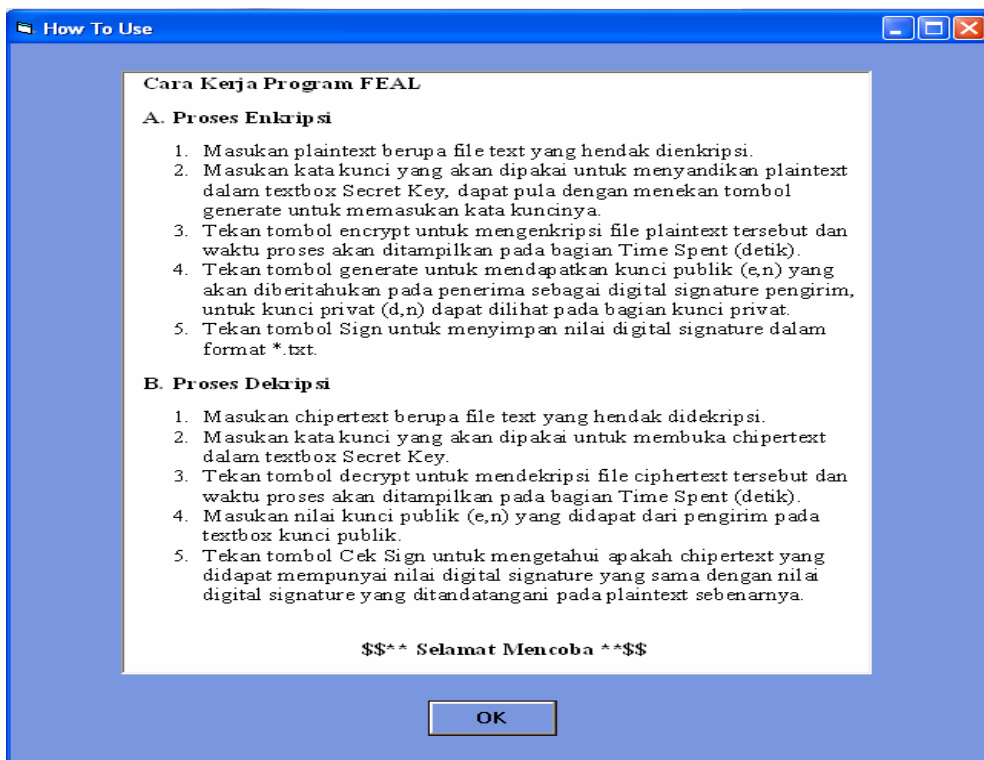 How To Use
Cara Kerja Program FEAL
A. Proses Enkripsi
1. Masukan plaintext berupa file text yang hendak dienkripsi.
2. Masukan kata kunci yang akan dipakai untuk menyandikan plaintext
dalam textbox Secret Key, dapat pula dengan menekan tombol
generate untuk memasukan kata kuncinya.
3. Tekan tombol encrypt untuk mengenkripsi file plaintext tersebut dan
waktu proses akan ditampilkan pada bagian Time Spent (detik).
4. Tekan tombol generate untuk mendapatkan kunci publik (e,n) yang
akan diberitahukan pada penerima sebagai digital signature pengirim,
untuk kunci privat (d,n) dapat dilihat pada bagian kunci privat.
5. Tekan tombol Sign untuk menyimpan nilai digital signature dalam
format *.txt.
B. Proses Dekripsi
1. Masukan chipertext berupa file text yang hendak didekripsi.
2. Masukan kata kunci yang akan dipakai untuk membuka chipertext
dalam textbox Secret Key.
3. Tekan tombol decrypt untuk mendekripsi file ciphertext tersebut dan
waktu proses akan ditampilkan pada bagian Time Spent (detik).
4. Masukan nilai kunci publik (e,n) yang didapat dari pengirim pada
textbox kunci publik.
5. Tekan tombol Cek Sign untuk mengetahui apakah chipertext yang
didapat mempunyai nilai digital signature yang sama dengan nilai
digital signature yang ditandatangani pada plaintext sebenarnya.
$$** Selamat Mencoba **$$
OK